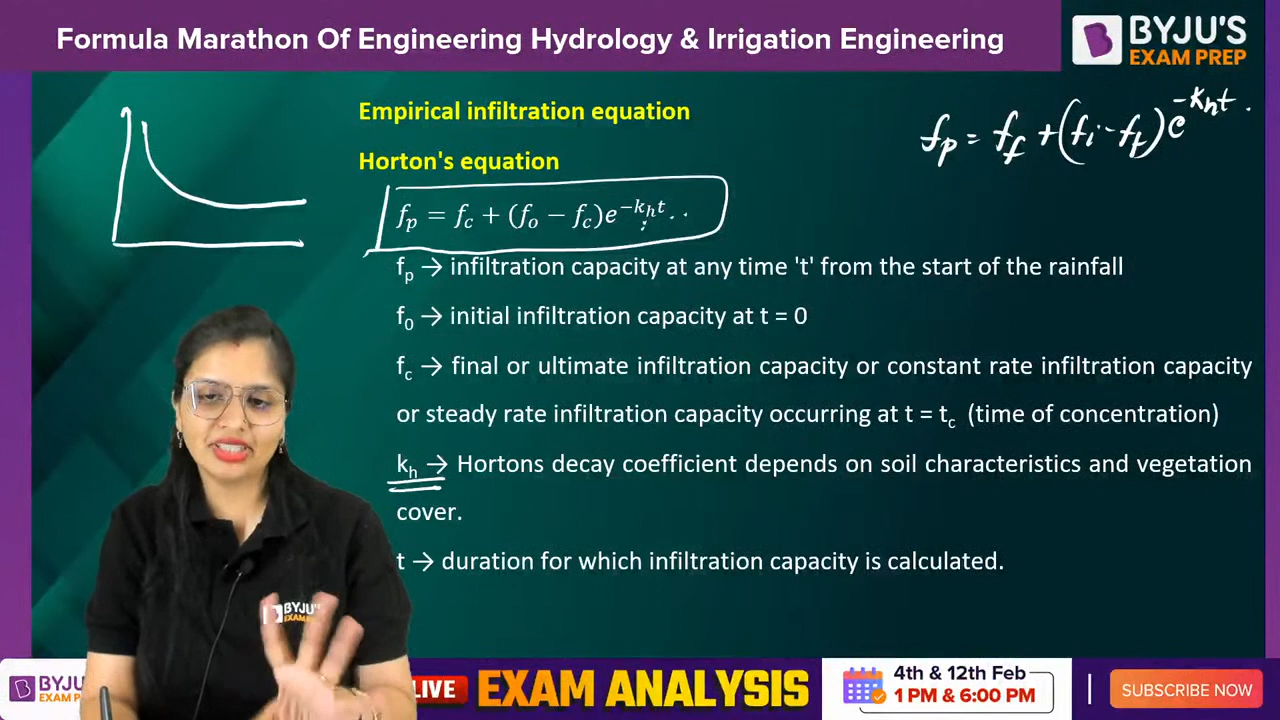 Formula Marathon Of Engineering Hydrology & Irrigation Engineering
BYJU'S
EXAM PREP
Empirical infiltration equation
fp = ff + (fi - ff)e^-kht.
Horton's equation
fp = fc + (fo − fc)e^−kht..
fp → infiltration capacity at any time 't' from the start of the rainfall
f0 → initial infiltration capacity at t = 0
fc → final or ultimate infiltration capacity or constant rate infiltration capacity
or steady rate infiltration capacity occurring at t = tc (time of concentration)
kh → Hortons decay coefficient depends on soil characteristics and vegetation
cover.
t → duration for which infiltration capacity is calculated.
BYJU'S
EXAM PREP
BYJU'S
EXAM
LIVE
EXAM ANALYSIS
4th & 12th Feb
1 PM & 6:00 PM
SUBSCRIBE NOW